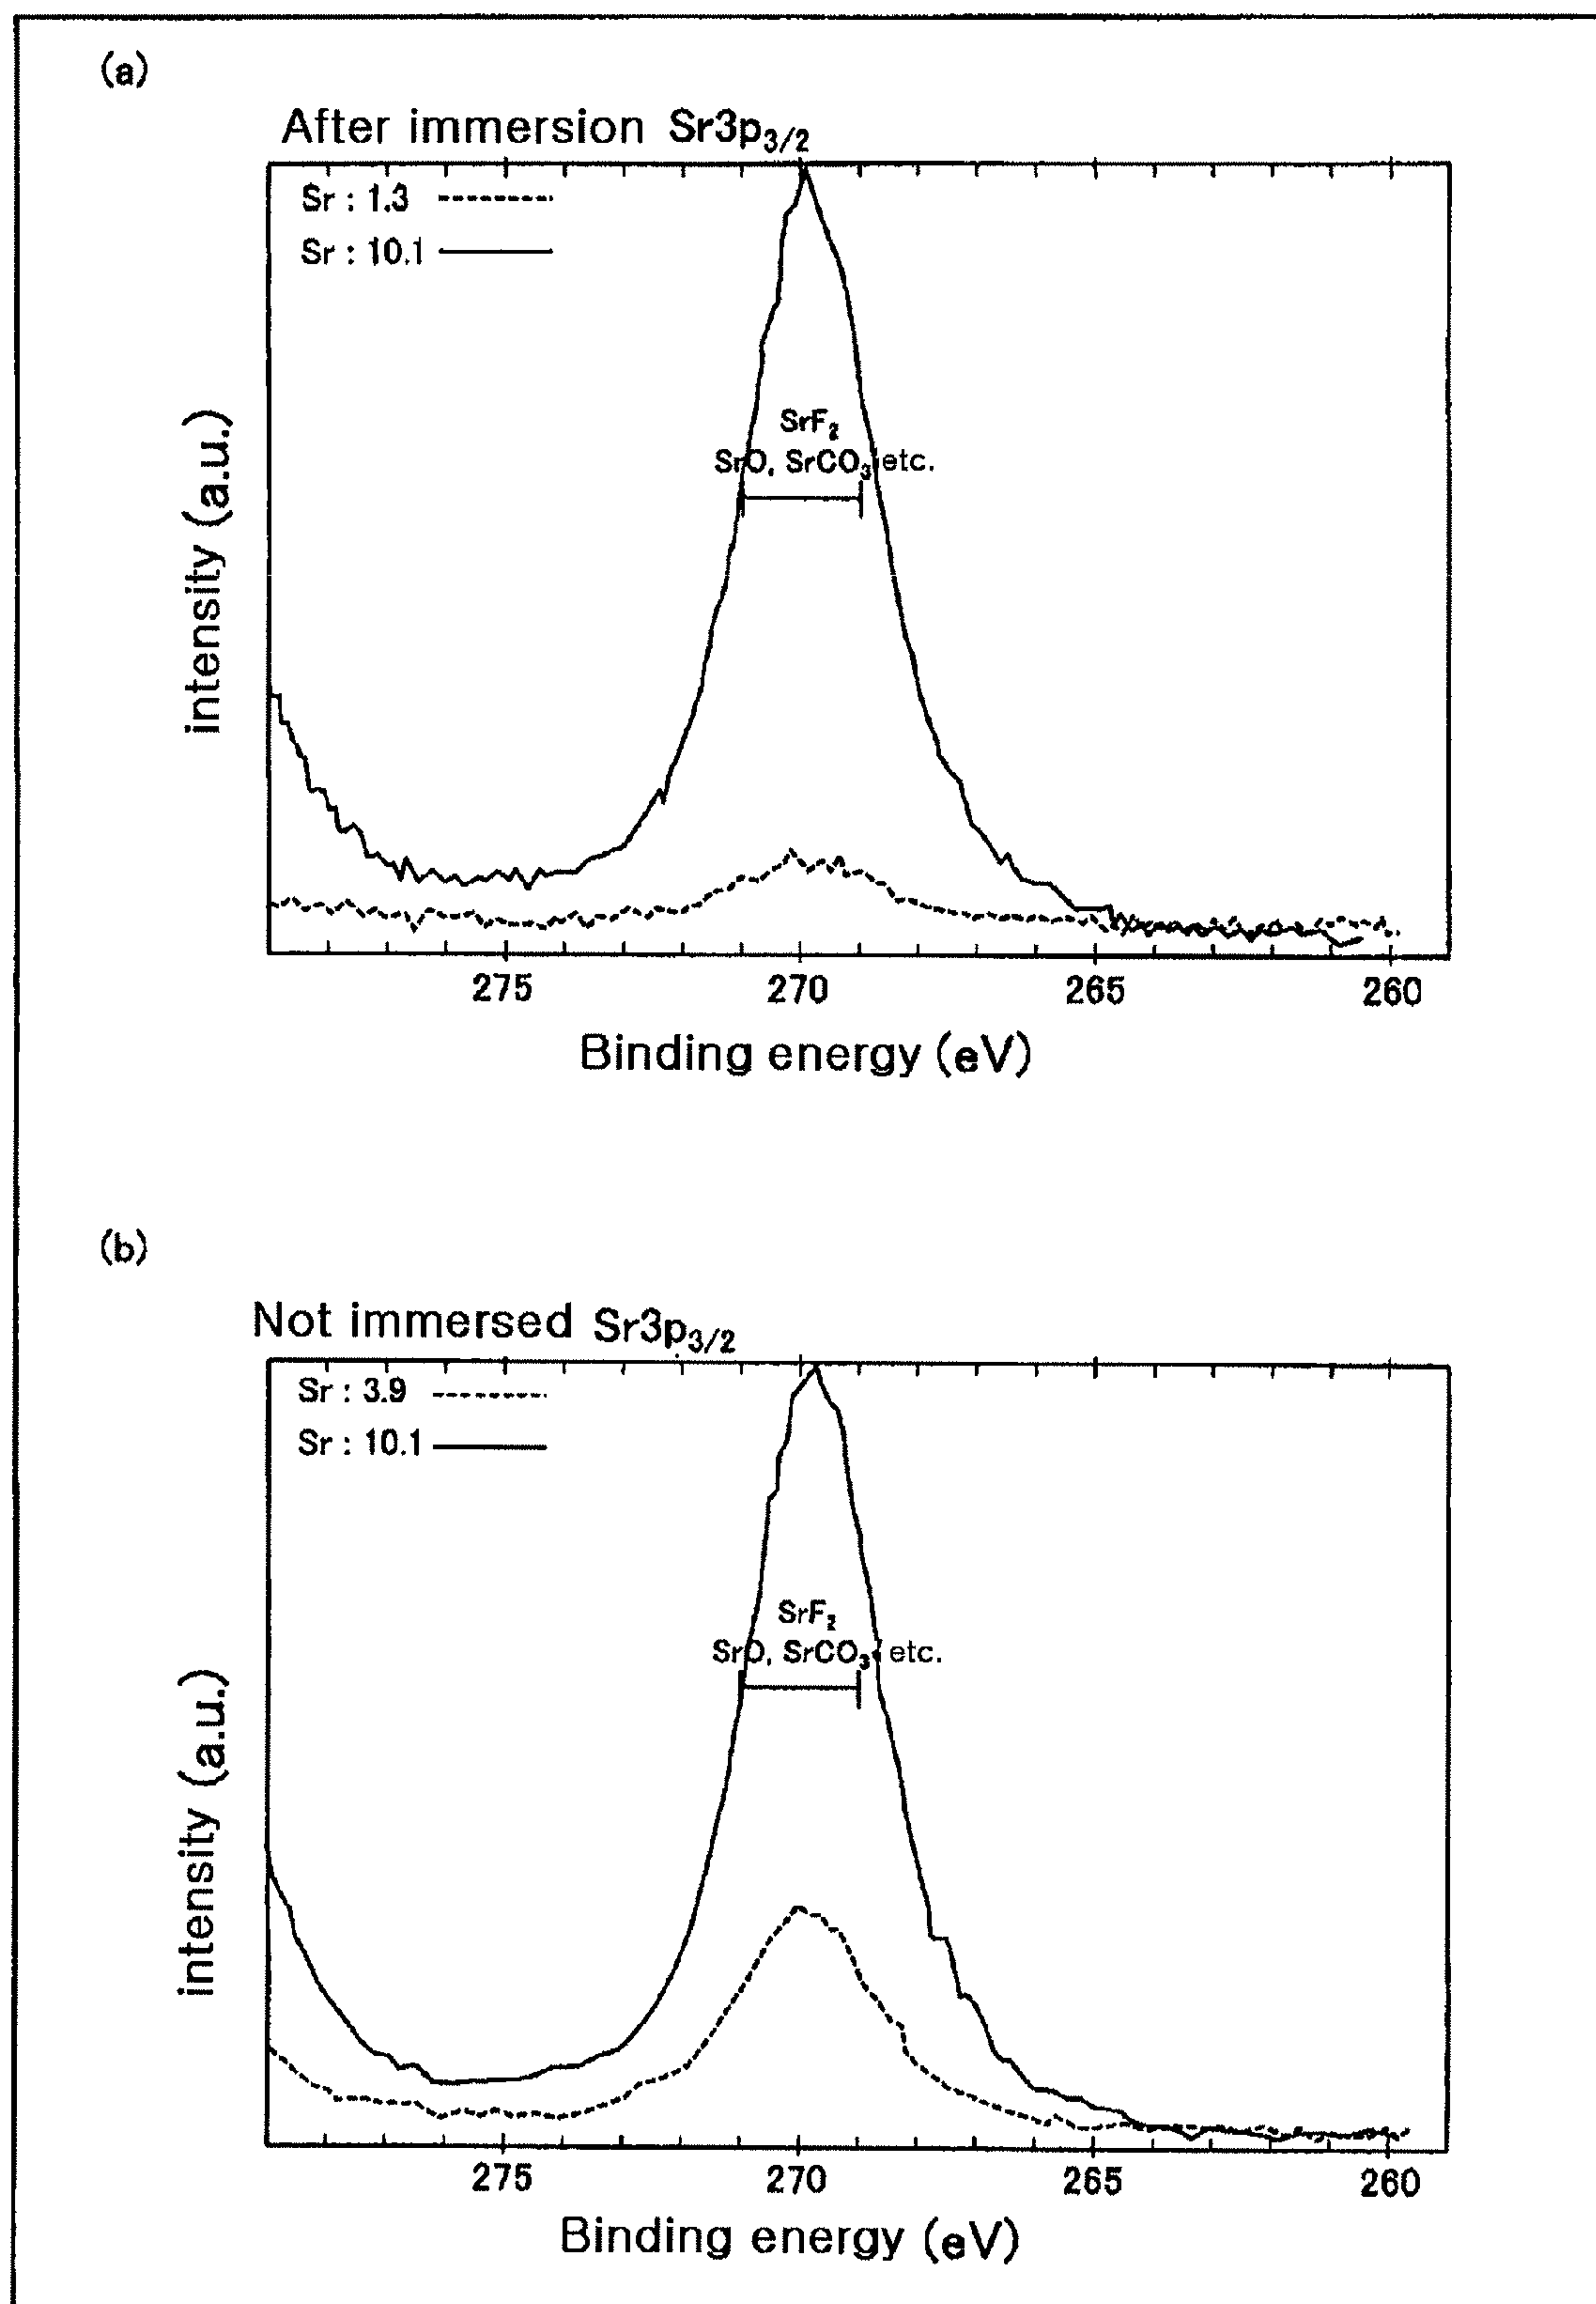 (a)
After immersion Sr3p3/2
Sr : 1.3
Sr : 10.1
SrF2
SrO, SrCO3 etc.
intensity (a.u.)
275 270 265 260
Binding energy (eV)
(b)
Not immersed Sr3p3/2
Sr : 3.9
Sr : 10.1
SrF2
SrO, SrCO3 etc.
intensity (a.u.)
275 270 265 260
Binding energy (eV)